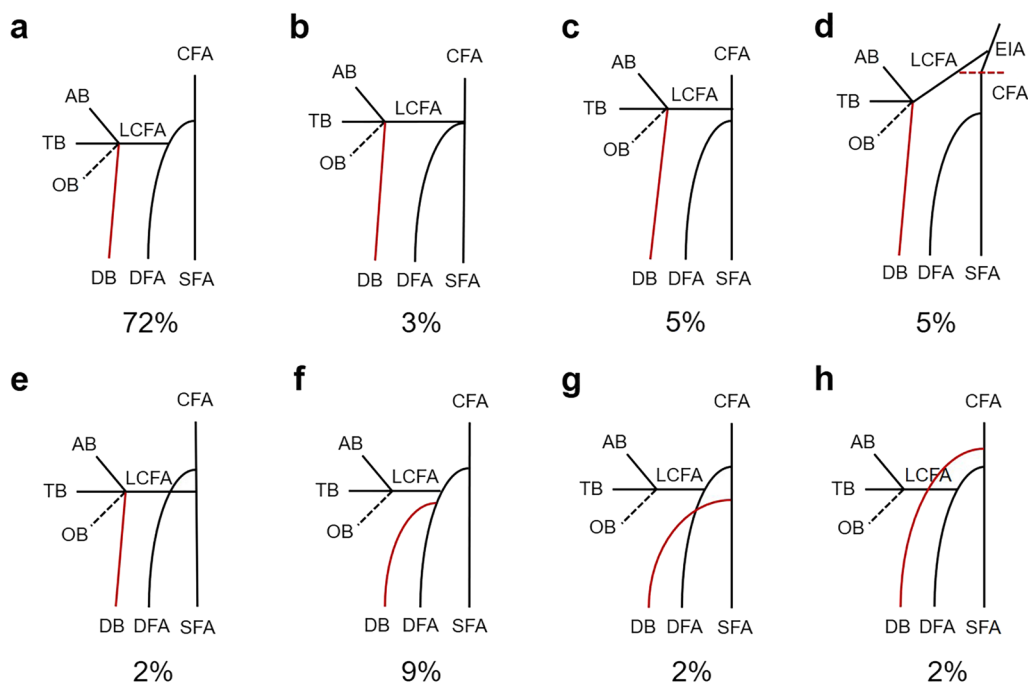 a
CFA
AB
TB
LCFA
OB
DB
DFA
SFA
72%
b
CFA
AB
TB
LCFA
OB
DB
DFA
SFA
3%
c
CFA
AB
TB
LCFA
OB
DB
DFA
SFA
5%
d
EIA
LCFA
AB
CFA
TB
OB
DB
DFA
SFA
5%
e
CFA
AB
LCFA
TB
OB
DB
DFA
SFA
2%
f
CFA
AB
LCFA
TB
OB
DB
DFA
SFA
9%
g
CFA
AB
LCFA
TB
OB
DB
DFA
SFA
2%
h
CFA
AB
LCFA
TB
OB
DB
DFA
SFA
2%